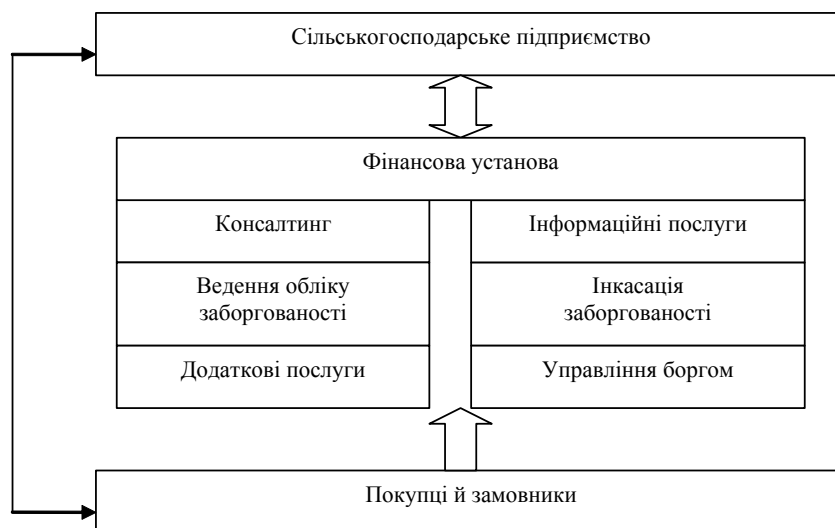 Сільськогосподарське підприємство
Фінансова установа
Консалтинг
Інформаційні послуги
Ведення обліку
заборгованості
Інкасація
заборгованості
Додаткові послуги
Управління боргом
Покупці й замовники